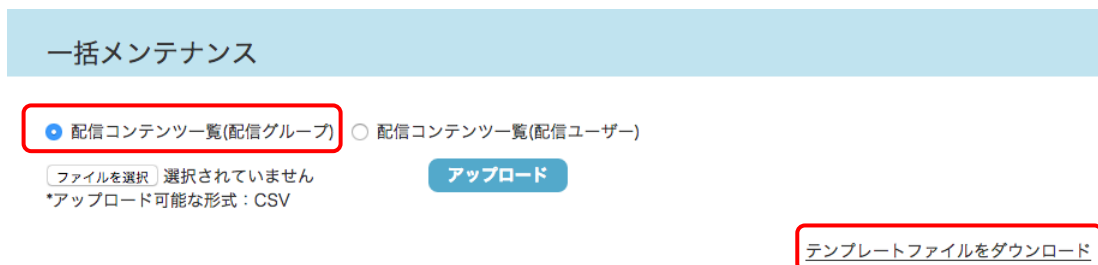 一括メンテナンス
配信コンテンツ一覧(配信グループ) 配信コンテンツ一覧(配信ユーザー)
ファイルを選択 選択されていません アップロード
*アップロード可能な形式：CSV
テンプレートファイルをダウンロード